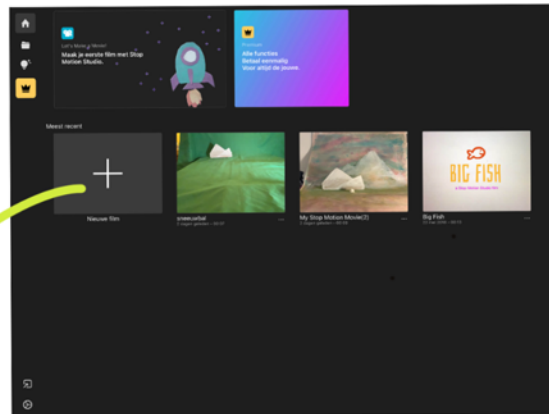 Let's Make a Movie!
Maak je eerste film met Stop
Motion Studio.
Alle functies
Betaal eenmalig
Voor altijd de jouwe.
Meest recent
Nieuwe film
sneeuwbal
2 dagen geleden
My Stop Motion Movie(2)
2 dagen geleden
BIG FISH
Big Fish